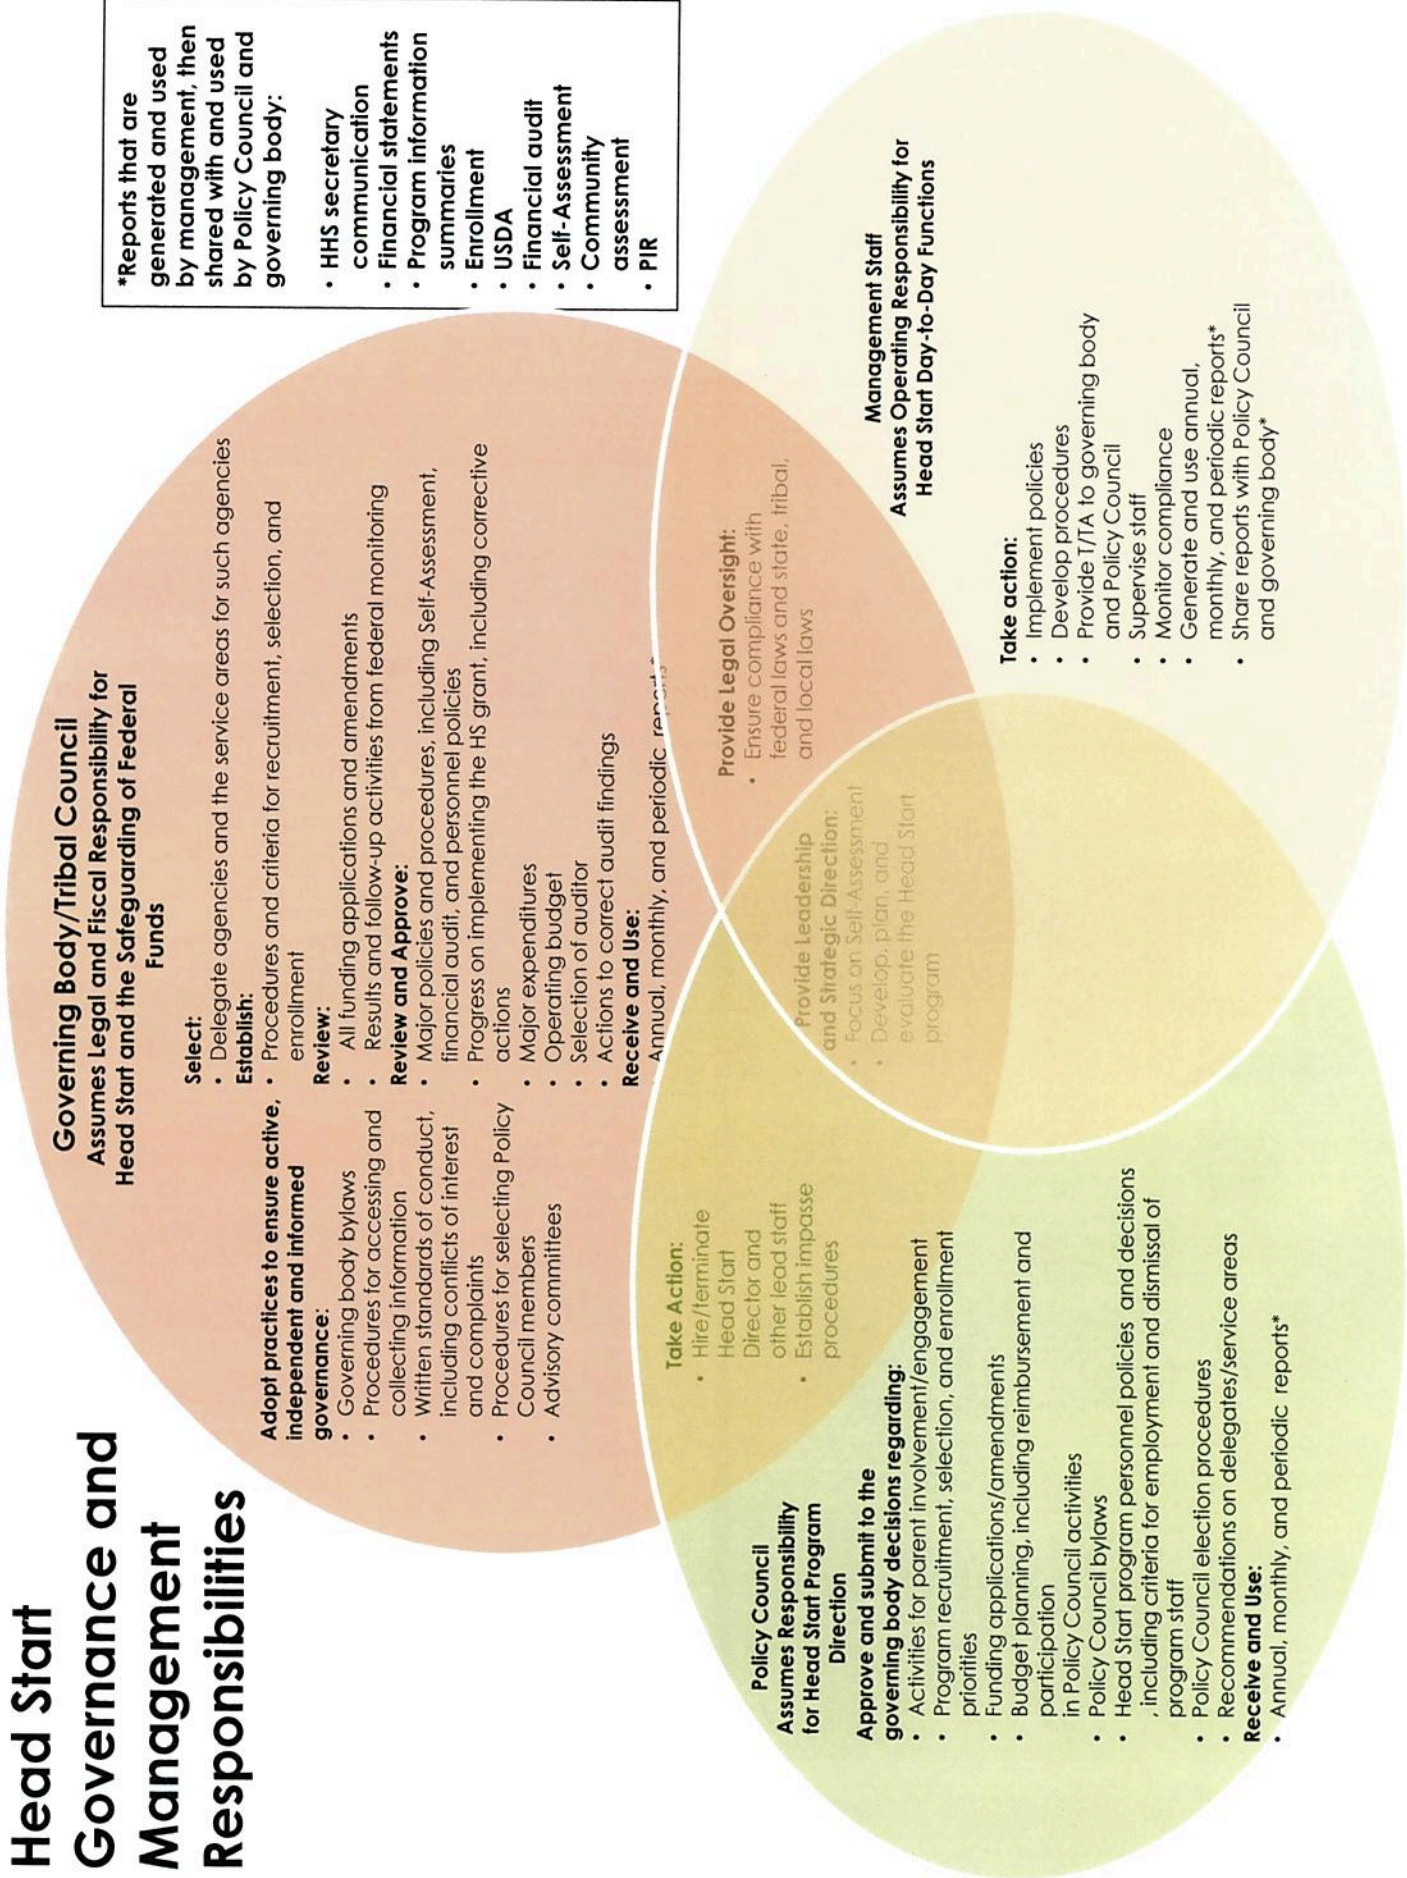 Head Start
Governance and
Management
Responsibilities
Governing Body/Tribal Council
Assumes Legal and Fiscal Responsibility for
Head Start and the Safeguarding of Federal
Funds
Adopt practices to ensure active,
independent and informed
governance:
• Governing body bylaws
• Procedures for accessing and
collecting information
• Written standards of conduct,
including conflicts of interest
and complaints
• Procedures for selecting Policy
Council members
• Advisory committees
Select:
• Delegate agencies and the service areas for such agencies
Establish:
• Procedures and criteria for recruitment, selection, and
enrollment
Review:
• All funding applications and amendments
• Results and follow-up activities from federal monitoring
Review and Approve:
• Major policies and procedures, including Self-Assessment,
financial audit, and personnel policies
• Progress on implementing the HS grant, including corrective
actions
• Major expenditures
• Operating budget
• Selection of auditor
• Actions to correct audit findings
Receive and Use:
Annual, monthly, and periodic reports*
*Reports that are
generated and used
by management, then
shared with and used
by Policy Council and
governing body:
• HHS secretary
communication
• Financial statements
• Program information
summaries
• Enrollment
• USDA
• Financial audit
• Self-Assessment
• Community
assessment
• PIR
Take Action:
• Hire/terminate
Head Start
Director and
other lead staff
• Establish impasse
procedures
Provide Leadership
and Strategic Direction:
• Focus on Self-Assessment
• Develop, plan, and
evaluate the Head Start
program
Provide Legal Oversight:
• Ensure compliance with
federal laws and state, tribal,
and local laws
Policy Council
Assumes Responsibility
for Head Start Program
Direction
Approve and submit to the
governing body decisions regarding:
• Activities for parent involvement/engagement
• Program recruitment, selection, and enrollment
priorities
• Funding applications/amendments
• Budget planning, including reimbursement and
participation
in Policy Council activities
• Policy Council bylaws
• Head Start program personnel policies and decisions
, including criteria for employment and dismissal of
program staff
• Policy Council election procedures
• Recommendations on delegates/service areas
Receive and Use:
• Annual, monthly, and periodic reports*
Management Staff
Assumes Operating Responsibility for
Head Start Day-to-Day Functions
Take action:
• Implement policies
• Develop procedures
• Provide T/TA to governing body
and Policy Council
• Supervise staff
• Monitor compliance
• Generate and use annual,
monthly, and periodic reports*
• Share reports with Policy Council
and governing body*